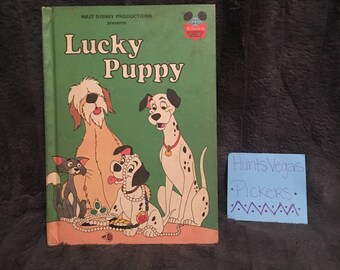 WALT DISNEY PRODUCTIONS
presents
Lucky
Puppy
Hunts Vegas
Pickers